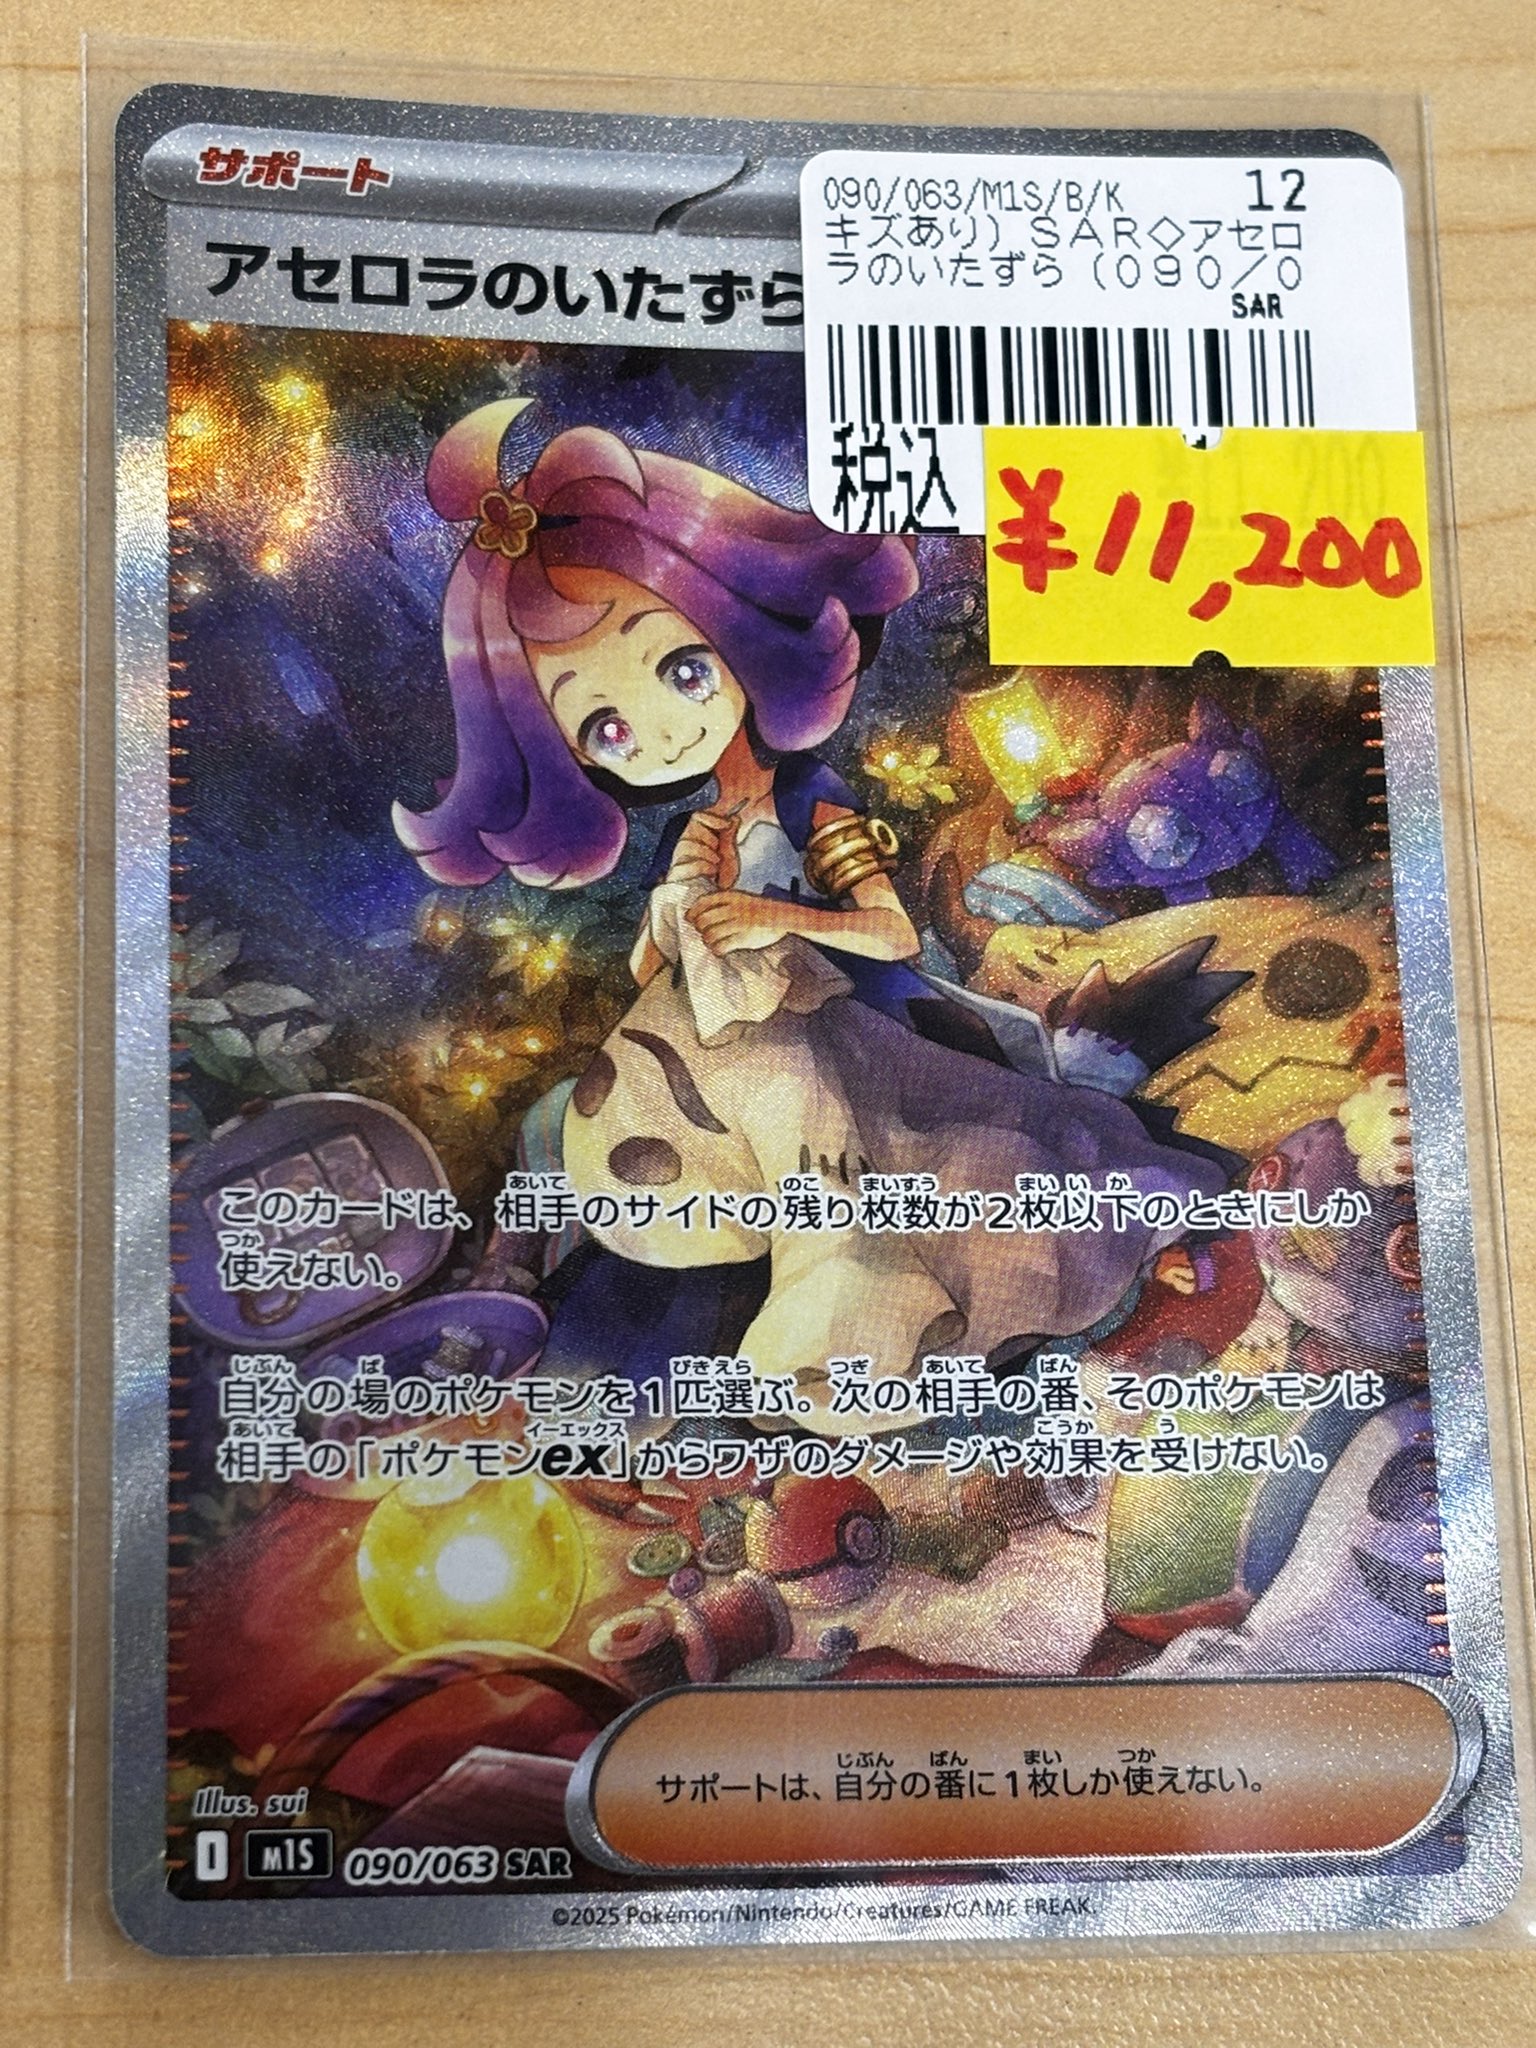 サポート
アセロラのいたずら
090/063/M1S/B/K 12
キズあり)SAR◇アセロ
ラのいたずら(090/0
SAR
税込
¥11,200
このカードは、相手のサイドの残り枚数が2枚以下のときにしか
使えない。
自分の場のポケモンを1匹選ぶ。次の相手の番、そのポケモンは
相手の「ポケモンex」からワザのダメージや効果を受けない。
サポートは、自分の番に1枚しか使えない。
Illus. sui
I M1S 090/063 SAR
©2025 Pokémon/Nintendo/Creatures/GAME FREAK.